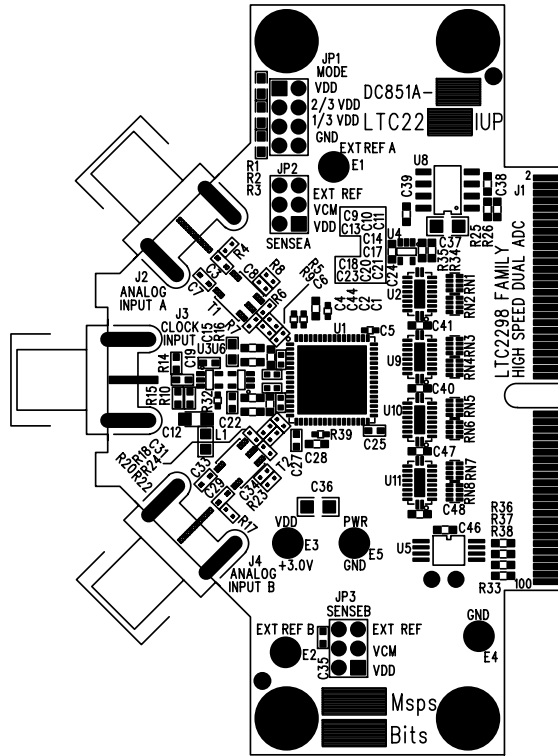 JP1
MODE
VDD
2/3 VDD
1/3 VDD
GND
R1
R2
R3
DC851A-
LTC22 IUP
EXT REF A
E1
JP2
EXT REF
VCM
VDD
SENSEA
U8
C39
C38
J1
2
C37
R25
R26
C9
C10
C11
C13
C14
C17
C18
C21
C23
C24
U4
R35
R34
R4
C3
C8
R8
R5
R9
C6
C7
T1
R6
C4
C44
C2
C1
J2
ANALOG
INPUT A
J3
CLOCK
INPUT
C15
R16
C19
U3
U6
R14
R15
R10
R32
C12
C22
L1
U1
C5
U2
RN1
RN2
C41
U9
RN3
RN4
C40
U10
RN5
RN6
C47
U11
RN7
RN8
C48
LTC2298 FAMILY
HIGH SPEED DUAL ADC
R39
C25
C28
C27
R18
C31
R20
R24
R22
C33
C29
C34
R23
T2
R17
C36
VDD
E3
+3.0V
PWR
E5
GND
J4
ANALOG
INPUT B
C46
U5
R36
R37
R38
R33
100
JP3
SENSEB
EXT REF B
E2
C35
EXT REF
VCM
VDD
GND
E4
Msps
Bits